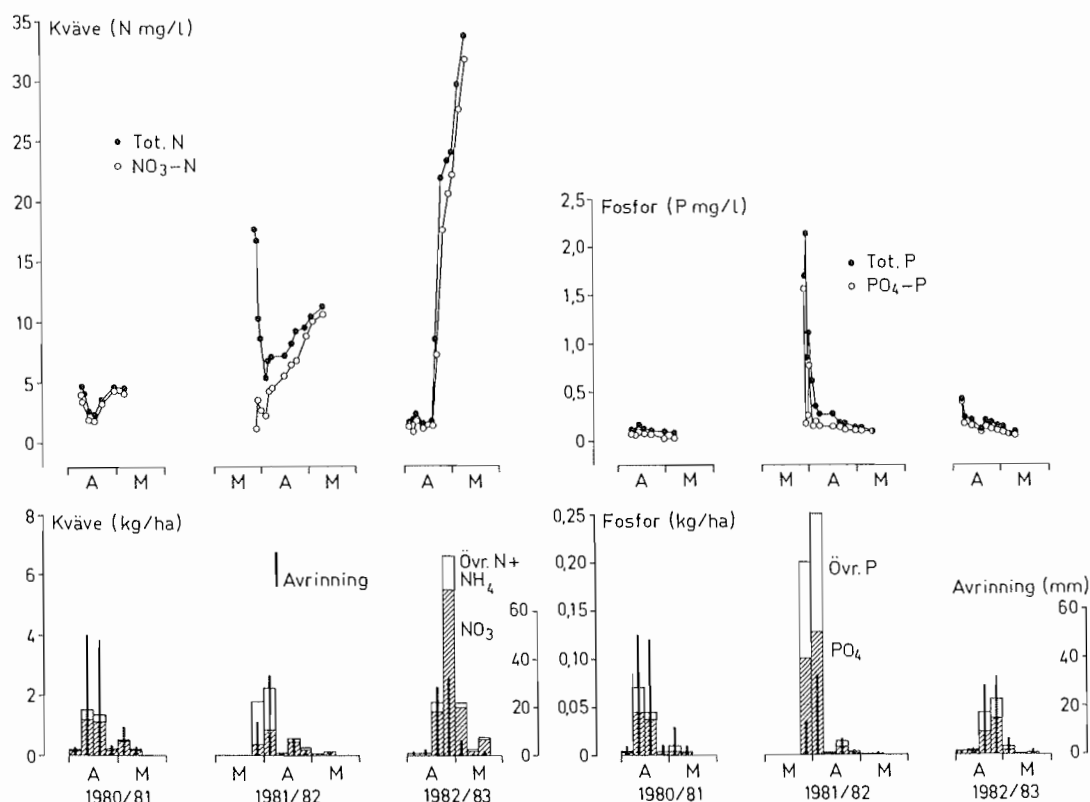 Kväve (N mg/l)
35
30
25
20
15
10
5
0
Tot. N
NO₃-N
A M
M A M
A M
Fosfor (P mg/l)
2,5
2,0
1,5
1,0
0,5
0
Tot. P
PO₄-P
A M
M A M
A M
Kväve (kg/ha)
8
6
4
2
0
Avrinning
Övr. N+
NH₄
NO₃
60
40
20
0
A M
M A M
A M
1980/81
1981/82
1982/83
Fosfor (kg/ha)
0,25
0,20
0,15
0,10
0,05
0
Övr. P
PO₄
Avrinning (mm)
60
40
20
0
A M
M A M
A M
1980/81
1981/82
1982/83